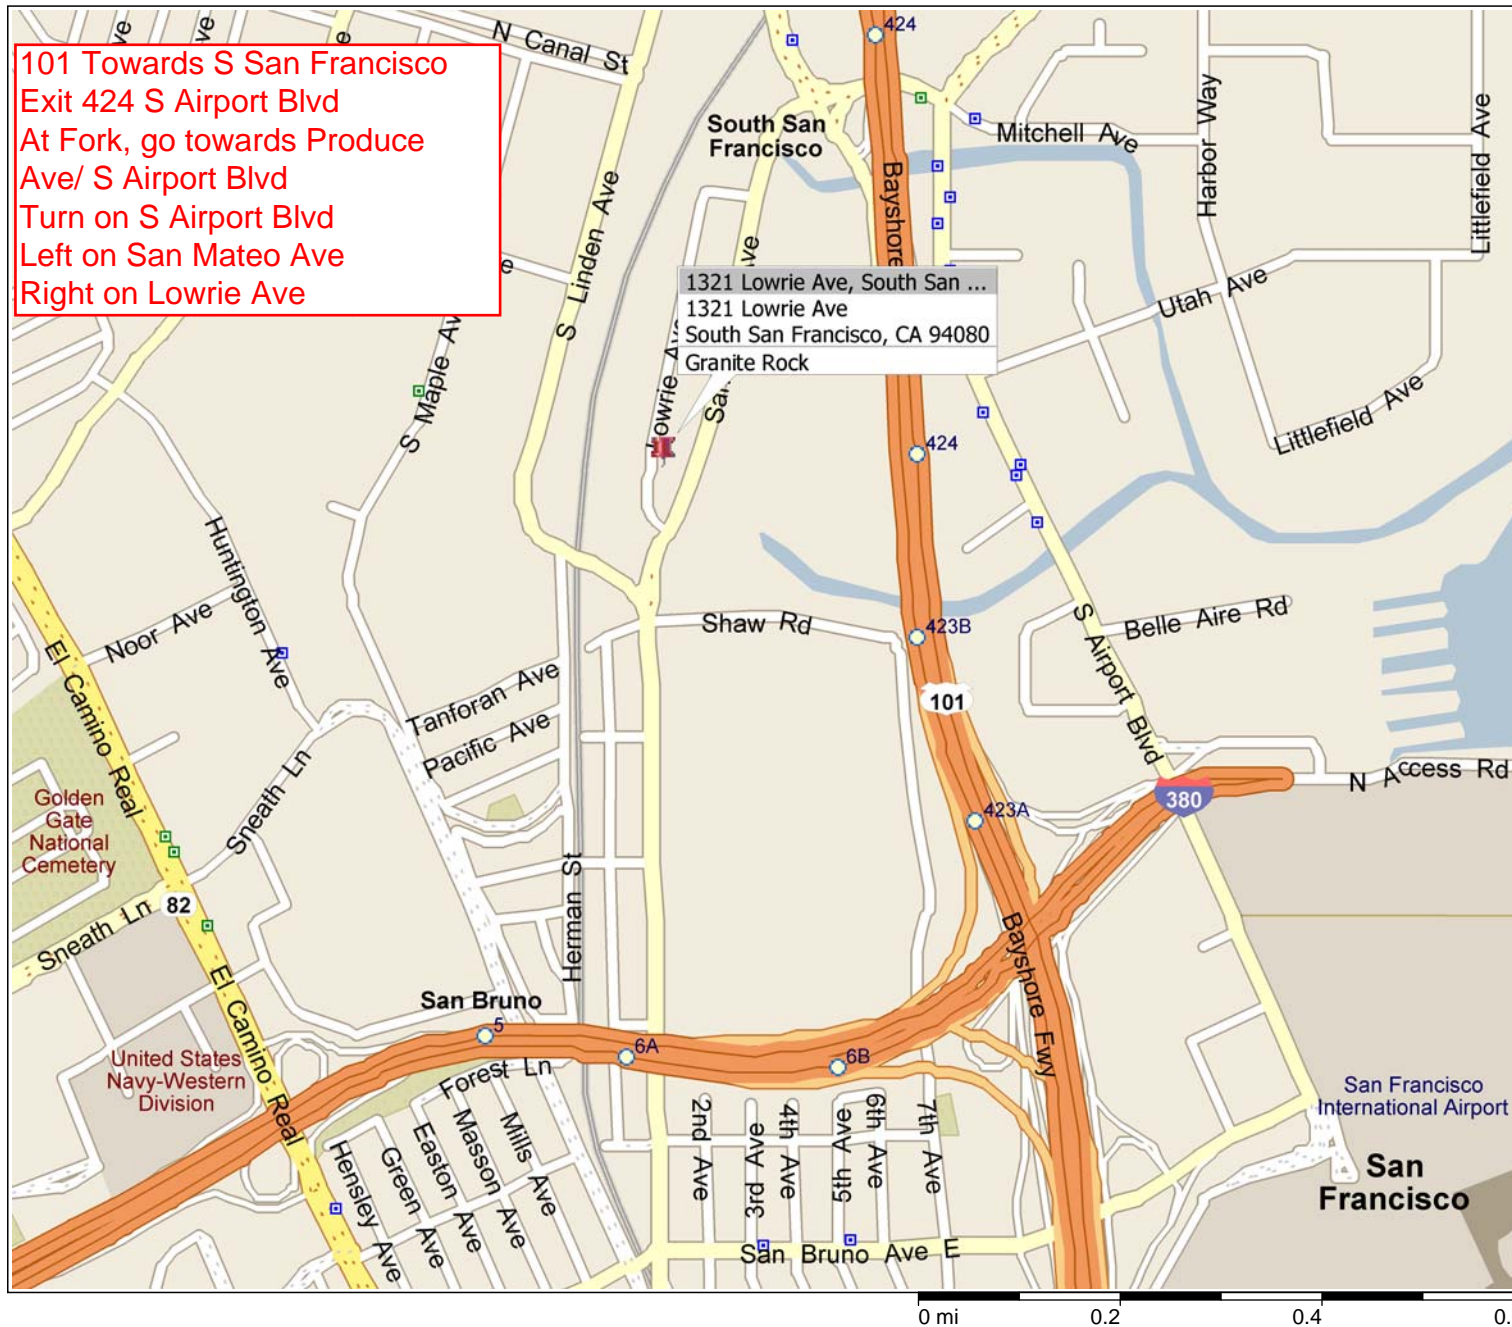 101 Towards S San Francisco
Exit 424 S Airport Blvd
At Fork, go towards Produce
Ave/ S Airport Blvd
Turn on S Airport Blvd
Left on San Mateo Ave
Right on Lowrie Ave
ve
ve
e
N Canal St
424
South San
Francisco
Mitchell Ave
Harbor Way
Littlefield Ave
Bayshore
S Linden Ave
ve
e
1321 Lowrie Ave, South San ...
1321 Lowrie Ave
South San Francisco, CA 94080
Granite Rock
Utah Ave
S Maple Av
Lowrie A
San
Littlefield Ave
424
Huntington Ave
Noor Ave
Shaw Rd
423B
Belle Aire Rd
S Airport Blvd
El Camino Real
Tanforan Ave
Pacific Ave
101
Sneath Ln
N Access Rd
380
423A
Golden
Gate
National
Cemetery
82
Sneath Ln
Herman St
Bayshore Fwy
El Camino Real
San Bruno
5
6A
6B
United States
Navy-Western
Division
Forest Ln
San Francisco
International Airport
Hensley Ave
Green Ave
Easton Ave
Masson Ave
Mills Ave
2nd Ave
3rd Ave
4th Ave
5th Ave
6th Ave
7th Ave
San
Francisco
San Bruno Ave E
0 mi
0.2
0.4
0.